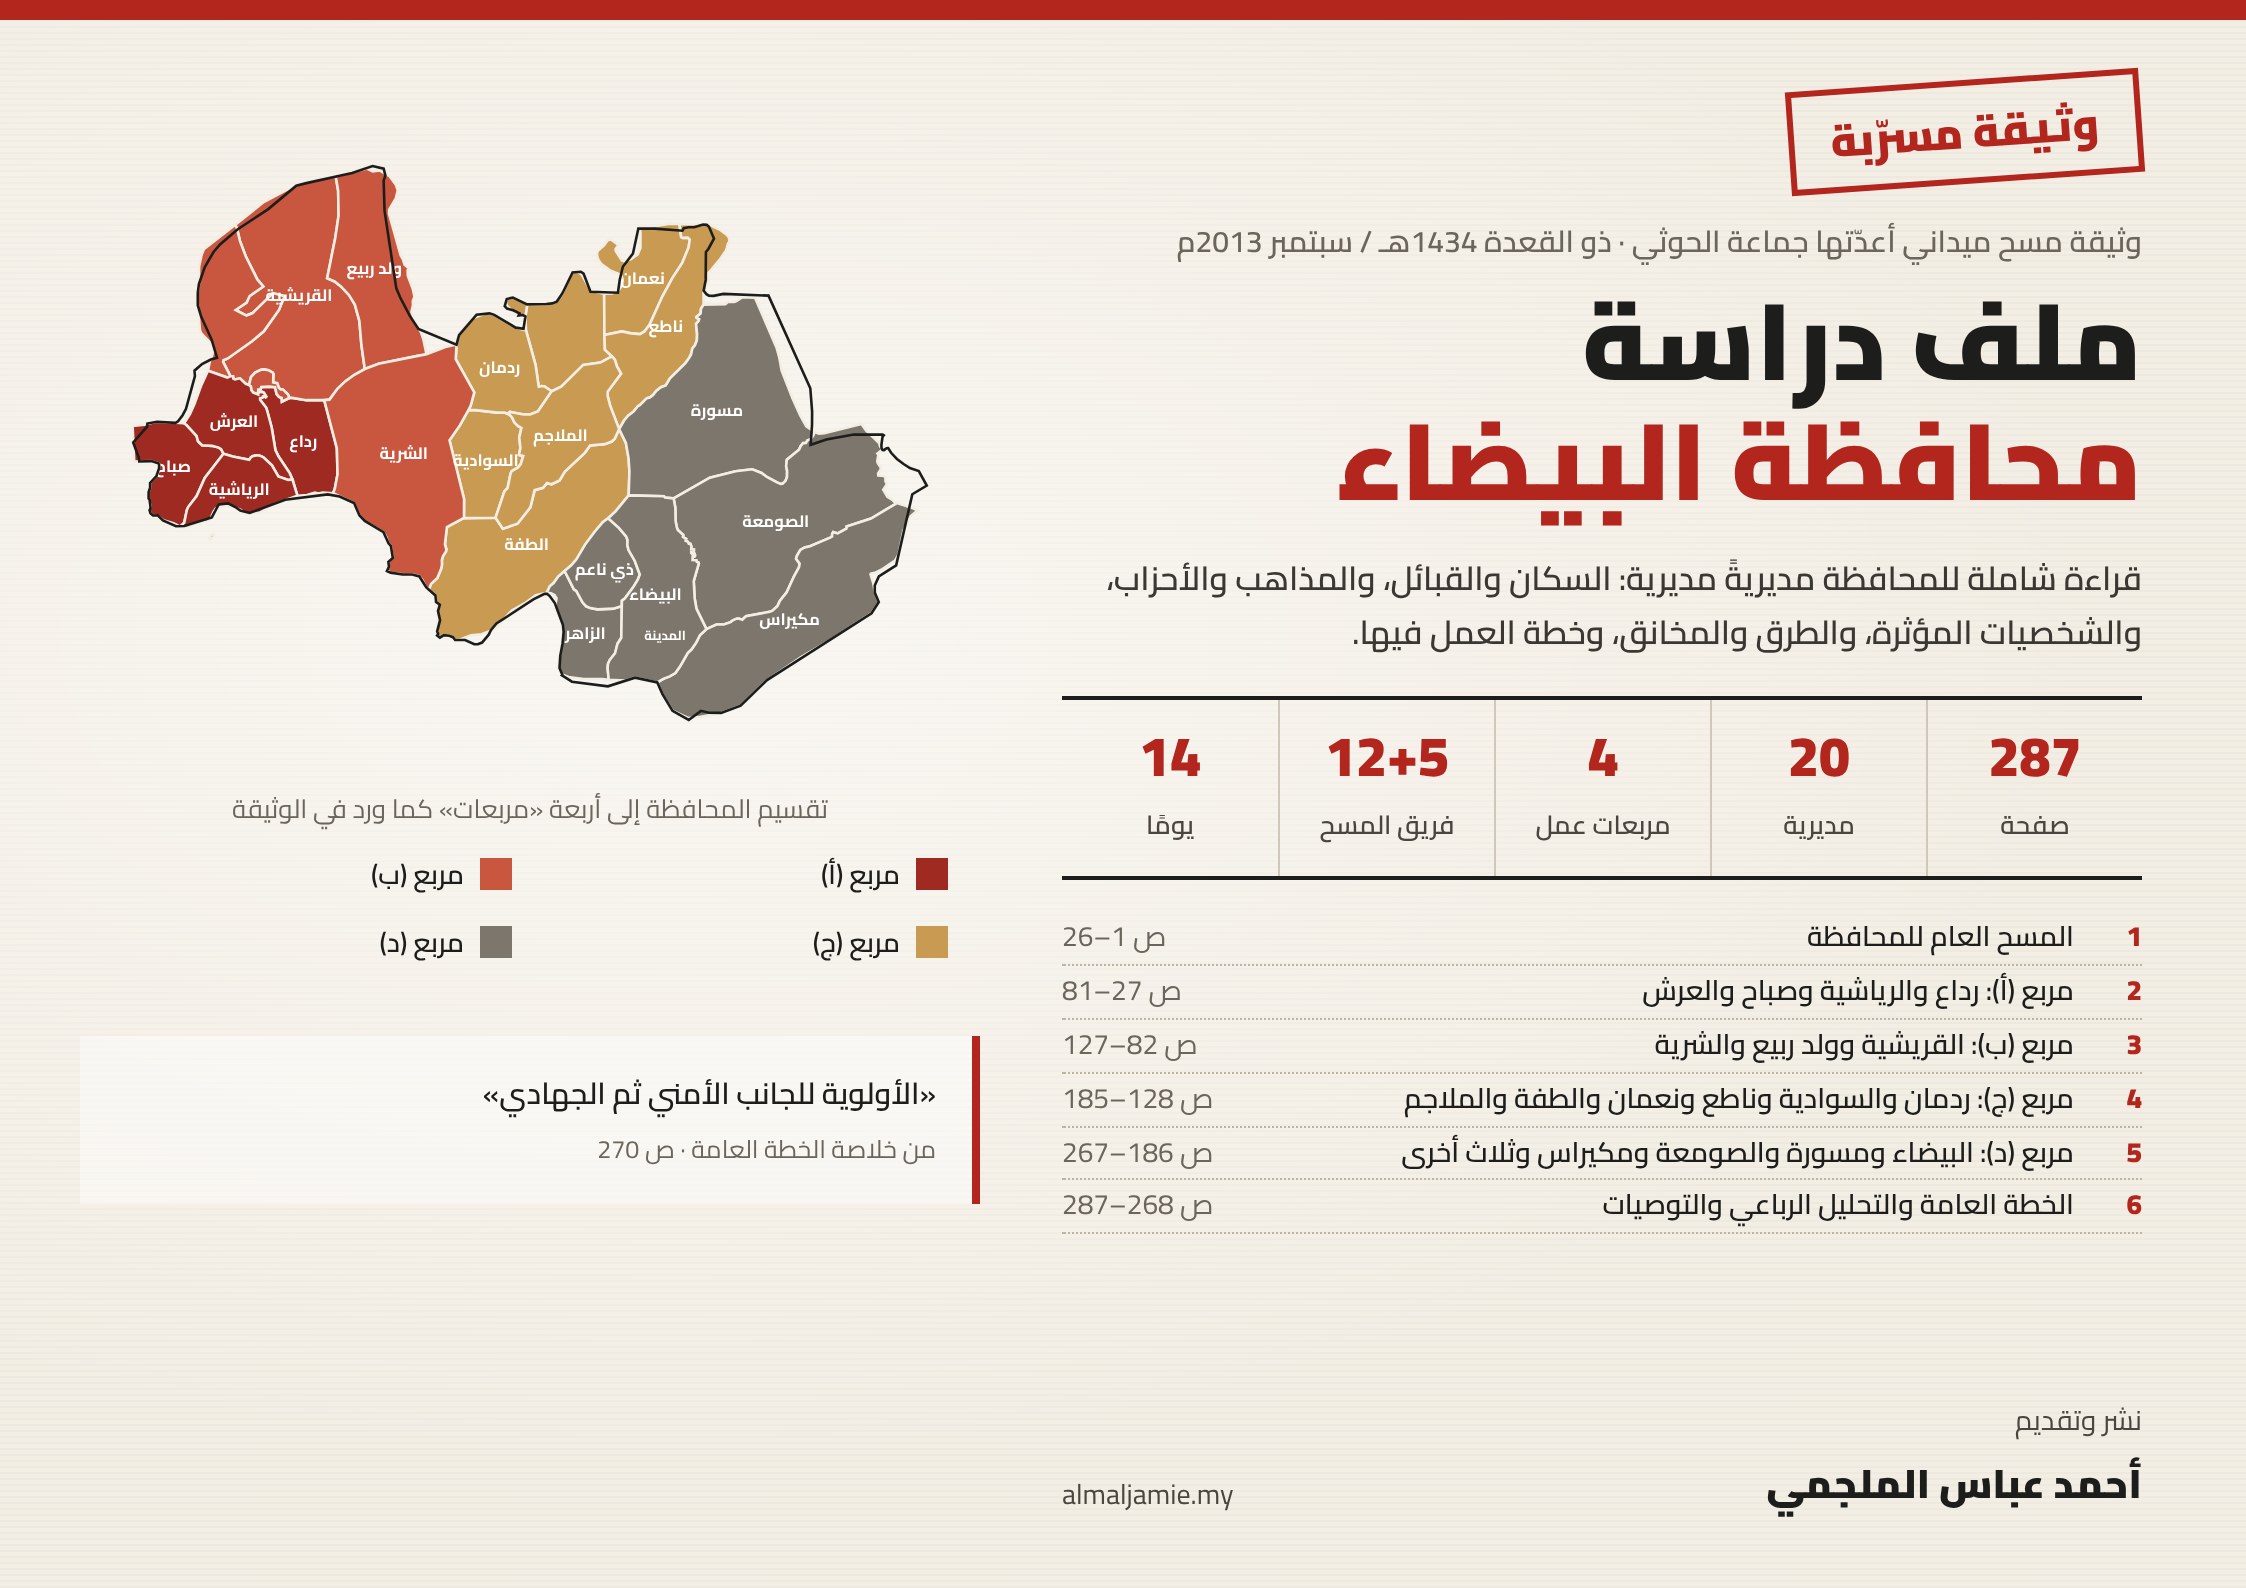 وثيقة مسرّبة
وثيقة مسح ميداني أعدّتها جماعة الحوثي · ذو القعدة 1434هـ / سبتمبر 2013م
ملف دراسة
محافظة البيضاء
قراءة شاملة للمحافظة مديريةً مديرية: السكان والقبائل، والمذاهب والأحزاب،
والشخصيات المؤثرة، والطرق والمخانق، وخطة العمل فيها.
287
صفحة
20
مديرية
4
مربعات عمل
12+5
فريق المسح
14
يومًا
1 المسح العام للمحافظة ص 1–26
2 مربع (أ): رداع والرياشية وصباح والعرش ص 27–81
3 مربع (ب): القريشية وولد ربيع والشرية ص 82–127
4 مربع (ج): ردمان والسوادية وناطع ونعمان والطفة والملاجم ص 128–185
5 مربع (د): البيضاء ومسورة والصومعة ومكيراس وثلاث أخرى ص 186–267
6 الخطة العامة والتحليل الرباعي والتوصيات ص 268–287
نشر وتقديم
أحمد عباس الملجمي
almaljamie.my
ولد ربيع
القريشية
نعمان
ناطع
ردمان
مسورة
العرش
رداع
الشرية
الملاجم
السوادية
صباح
الرياشية
الصومعة
الطفة
ذي ناعم
البيضاء
مكيراس
الزاهر
المدينة
تقسيم المحافظة إلى أربعة «مربعات» كما ورد في الوثيقة
مربع (أ)
مربع (ب)
مربع (ج)
مربع (د)
«الأولوية للجانب الأمني ثم الجهادي»
من خلاصة الخطة العامة · ص 270